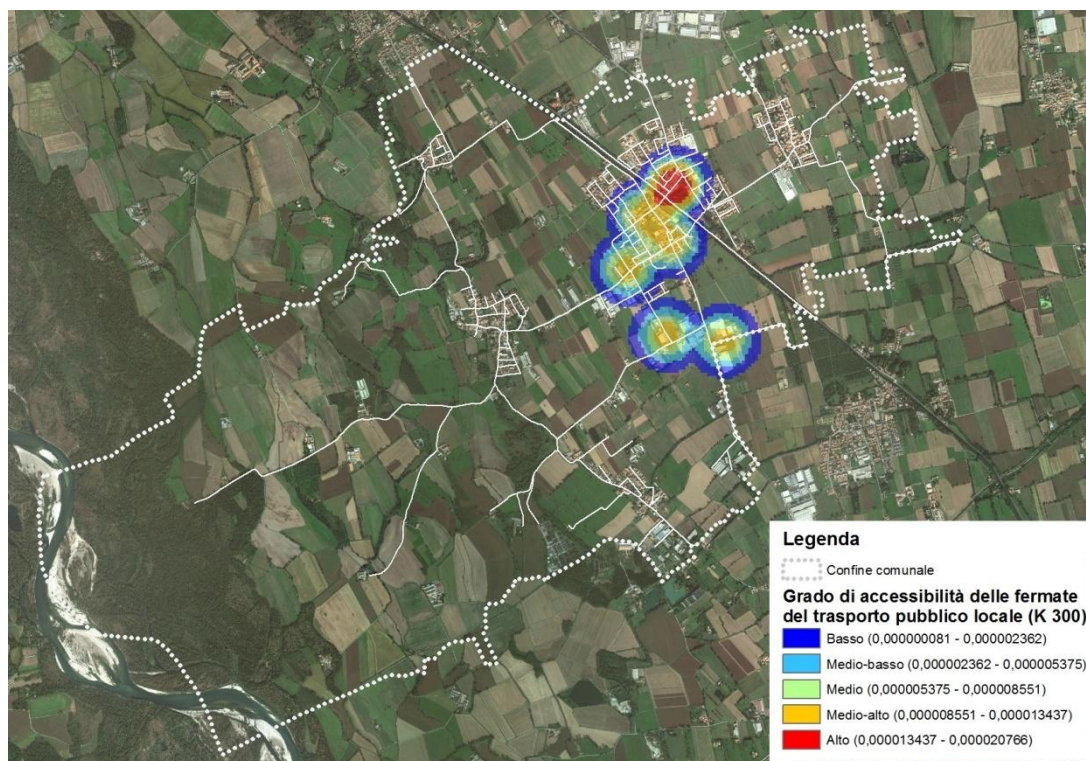 Legenda
Confine comunale
Grado di accessibilità delle fermate
del trasporto pubblico locale (K 300)
Basso (0,000000081 - 0,000002362)
Medio-basso (0,000002362 - 0,000005375)
Medio (0,000005375 - 0,000008551)
Medio-alto (0,000008551 - 0,000013437)
Alto (0,000013437 - 0,000020766)